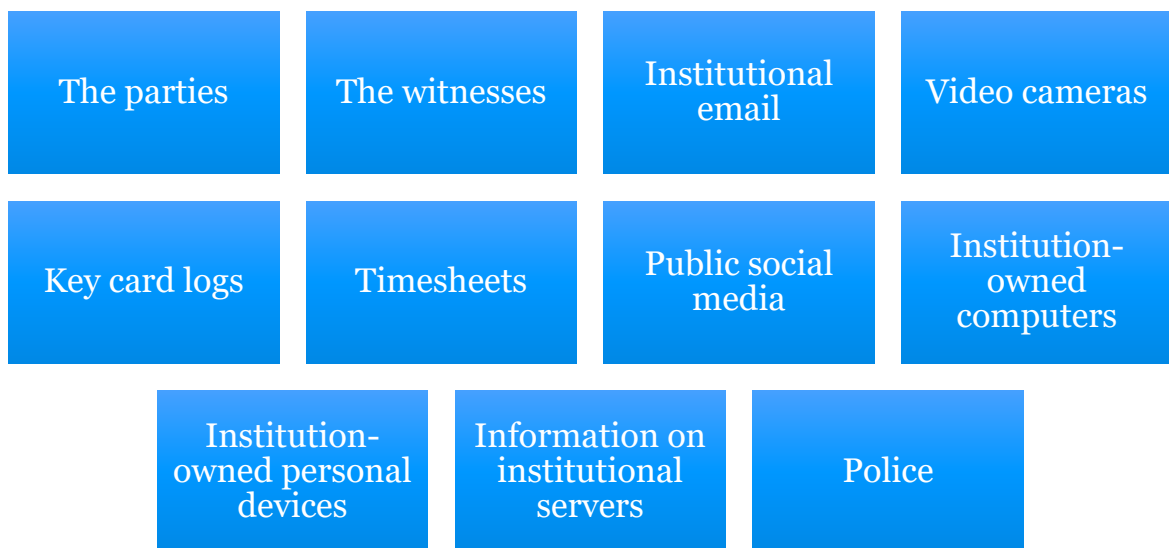 The parties
The witnesses
Institutional
email
Video cameras
Key card logs
Timesheets
Public social
media
Institution-
owned
computers
Institution-
owned personal
devices
Information on
institutional
servers
Police